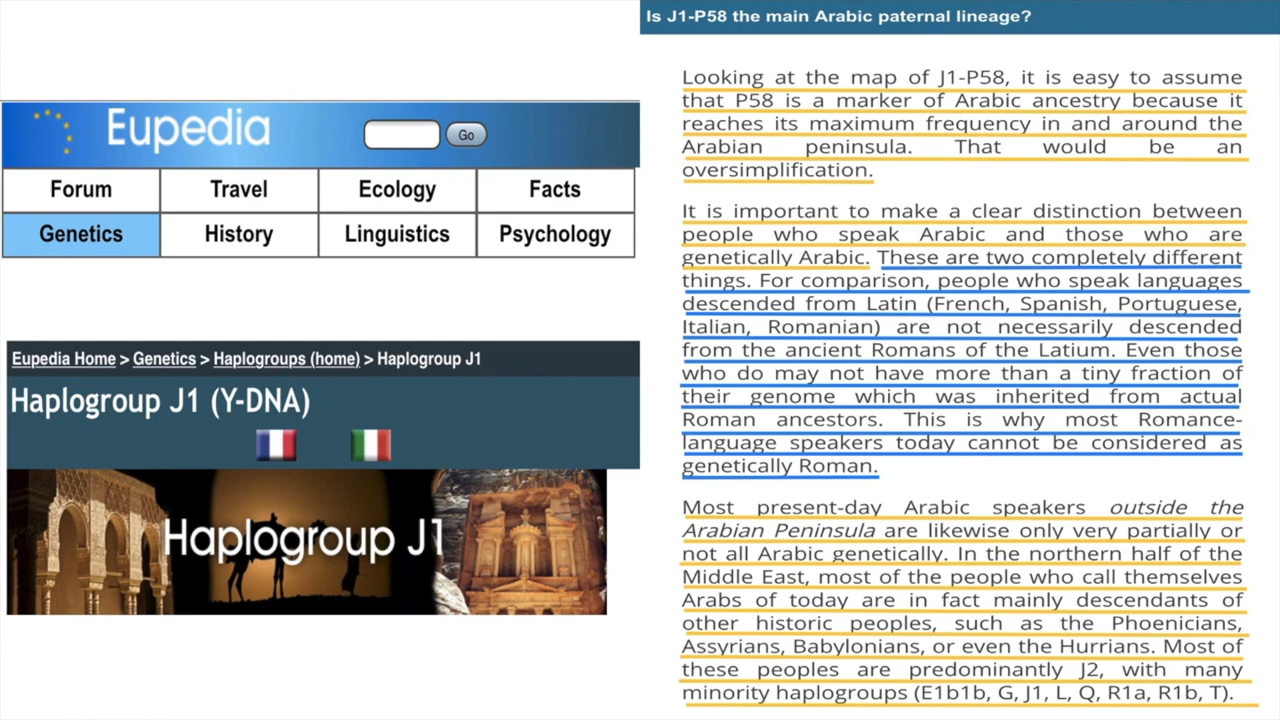 Eupedia
Go
Forum Travel Ecology Facts
Genetics History Linguistics Psychology
Eupedia Home > Genetics > Haplogroups (home) > Haplogroup J1
Haplogroup J1 (Y-DNA)
Haplogroup J1
Is J1-P58 the main Arabic paternal lineage?
Looking at the map of J1-P58, it is easy to assume
that P58 is a marker of Arabic ancestry because it
reaches its maximum frequency in and around the
Arabian peninsula. That would be an
oversimplification.
It is important to make a clear distinction between
people who speak Arabic and those who are
genetically Arabic. These are two completely different
things. For comparison, people who speak languages
descended from Latin (French, Spanish, Portuguese,
Italian, Romanian) are not necessarily descended
from the ancient Romans of the Latium. Even those
who do may not have more than a tiny fraction of
their genome which was inherited from actual
Roman ancestors. This is why most Romance-
language speakers today cannot be considered as
genetically Roman.
Most present-day Arabic speakers outside the
Arabian Peninsula are likewise only very partially or
not all Arabic genetically. In the northern half of the
Middle East, most of the people who call themselves
Arabs of today are in fact mainly descendants of
other historic peoples, such as the Phoenicians,
Assyrians, Babylonians, or even the Hurrians. Most of
these peoples are predominantly J2, with many
minority haplogroups (E1b1b, G, J1, L, Q, R1a, R1b, T).